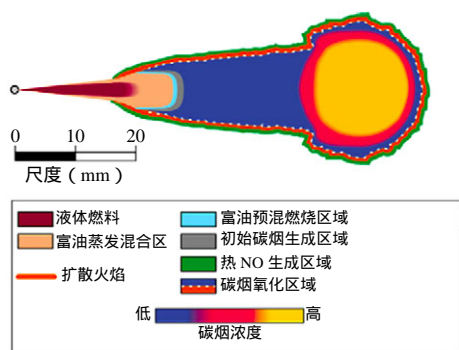 0 10 20
尺度（mm）
液体燃料
富油预混燃烧区域
富油蒸发混合区
初始碳烟生成区域
扩散火焰
热 NO 生成区域
碳烟氧化区域
低 高
碳烟浓度